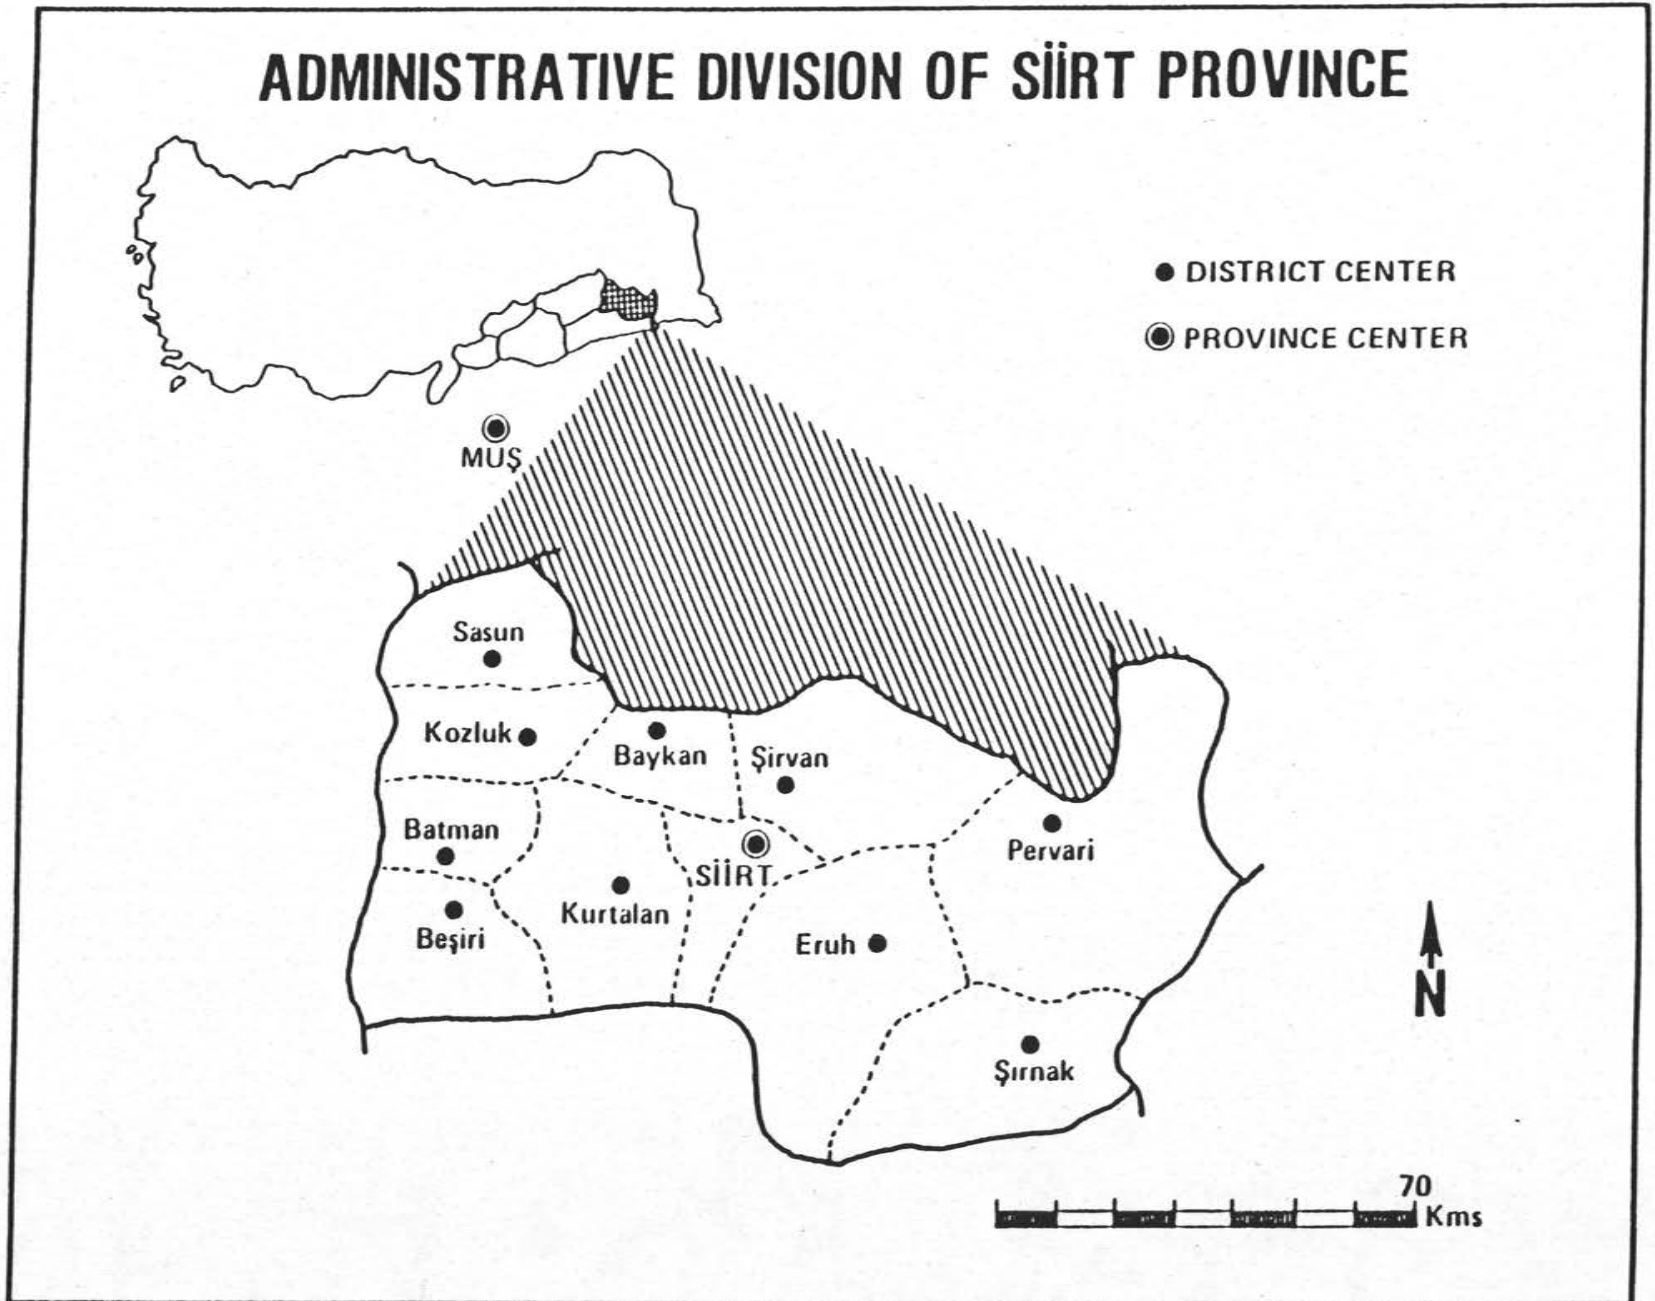 ADMINISTRATIVE DIVISION OF SİİRT PROVINCE
DISTRICT CENTER
PROVINCE CENTER
MUŞ
Sasun
Kozluk
Baykan
Şirvan
Batman
SİİRT
Pervari
Kurtalan
Beşiri
Eruh
N
Şırnak
70
Kms